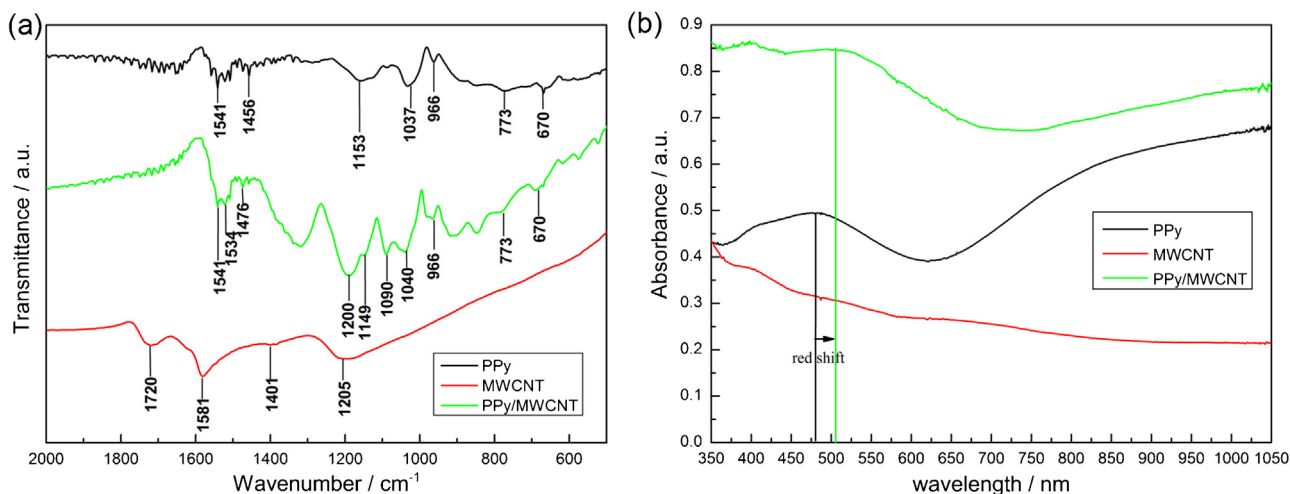 (a)
Transmittance / a.u.
1541
1456
1153
1037
966
773
670
1541
1534
1476
1200
1149
1090
1040
966
773
670
1720
1581
1401
1205
PPy
MWCNT
PPy/MWCNT
2000 1800 1600 1400 1200 1000 800 600
Wavenumber / cm⁻¹
(b)
Absorbance / a.u.
0.9
0.8
0.7
0.6
0.5
0.4
0.3
0.2
0.1
0.0
PPy
MWCNT
PPy/MWCNT
red shift
350 400 450 500 550 600 650 700 750 800 850 900 950 1000 1050
wavelength / nm